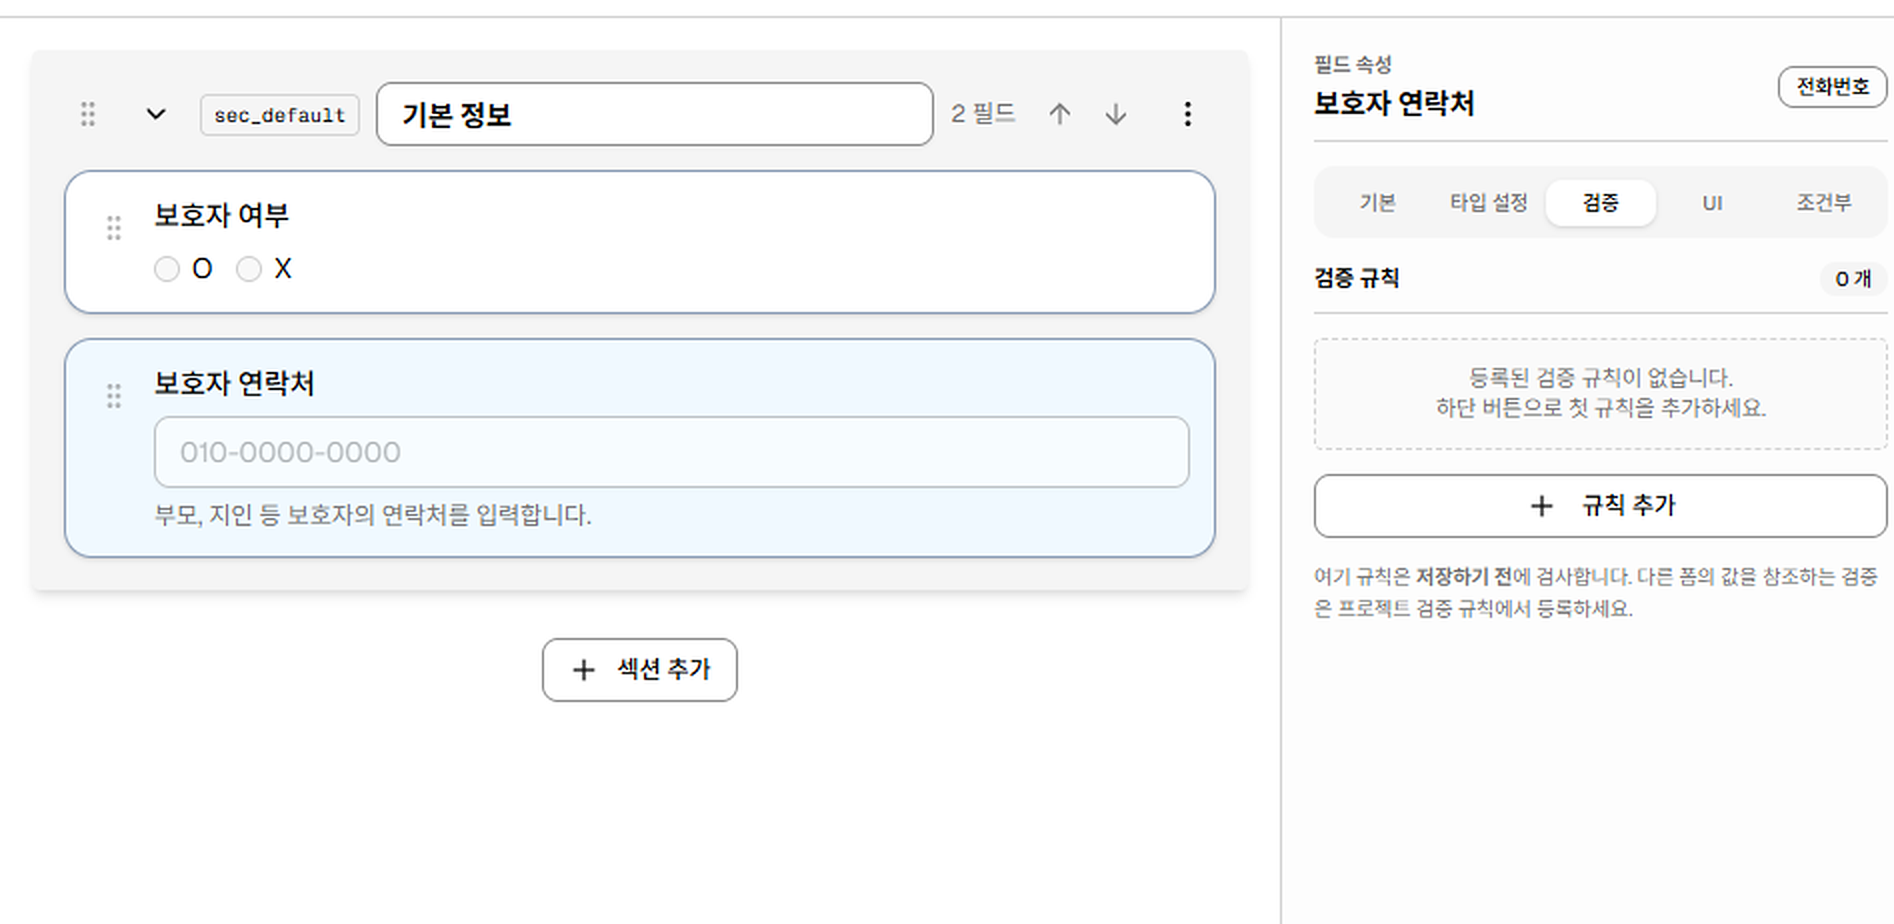 sec_default
기본 정보
2 필드
보호자 여부
O X
보호자 연락처
010-0000-0000
부모, 지인 등 보호자의 연락처를 입력합니다.
섹션 추가
필드 속성
보호자 연락처
전화번호
기본 타입 설정 검증 UI 조건부
검증 규칙
0 개
등록된 검증 규칙이 없습니다.
하단 버튼으로 첫 규칙을 추가하세요.
규칙 추가
여기 규칙은 저장하기 전에 검사합니다. 다른 폼의 값을 참조하는 검증
은 프로젝트 검증 규칙에서 등록하세요.